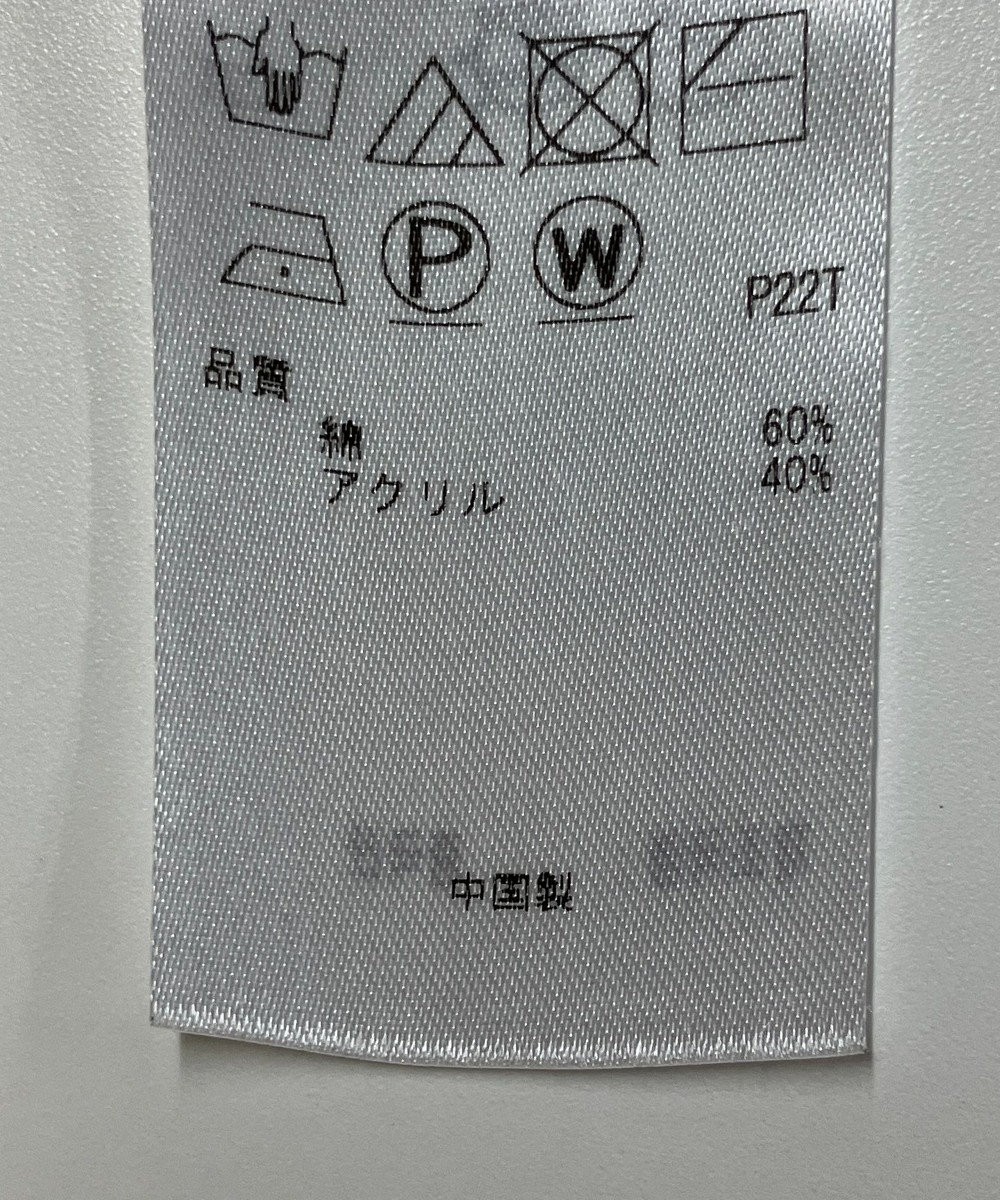 P W
P22T
品質
綿 60%
アクリル 40%
中国製